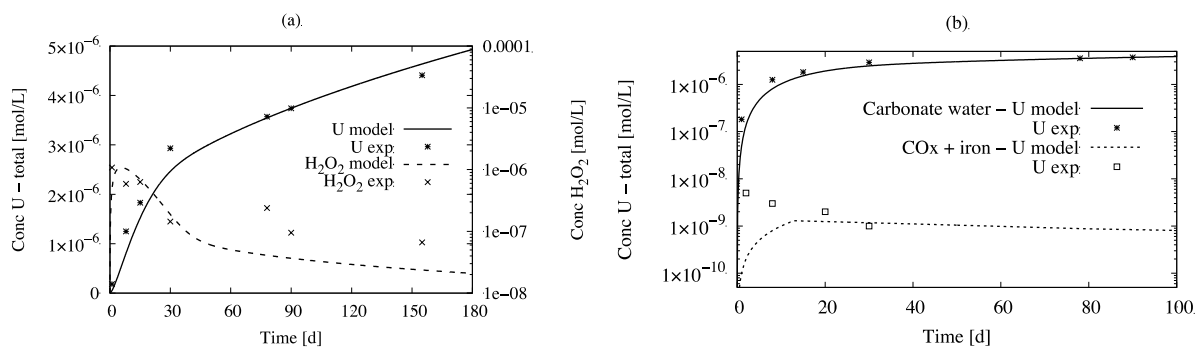 (a)
5×10⁻⁶
4×10⁻⁶
3×10⁻⁶
2×10⁻⁶
1×10⁻⁶
0
Conc U − total [mol/L]
0 30 60 90 120 150 180
Time [d]
U model
U exp
H₂O₂ model
H₂O₂ exp
0.0001
1e−05
1e−06
1e−07
1e−08
Conc H₂O₂ [mol/L]
(b)
1×10⁻⁶
1×10⁻⁷
1×10⁻⁸
1×10⁻⁹
1×10⁻¹⁰
Conc U − total [mol/L]
0 20 40 60 80 100
Time [d]
Carbonate water − U model
U exp
COx + iron − U model
U exp